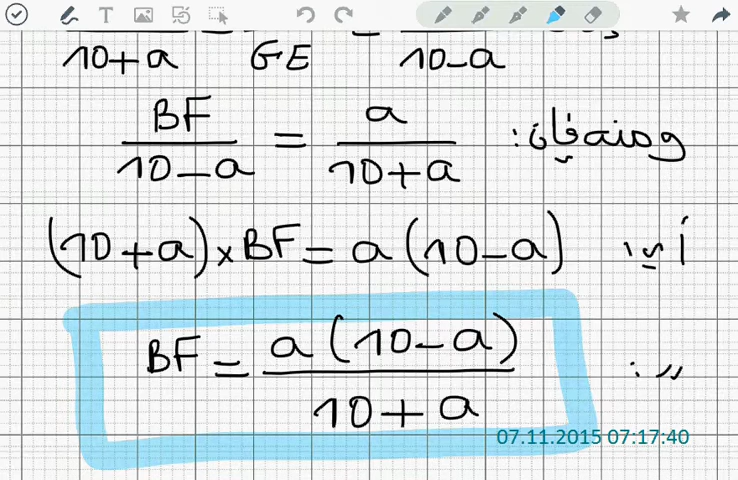 10+a GE = 10-a
BF/(10-a) = a/(10+a) ومنه فإن:
(10+a)×BF = a(10-a) أي:
BF = a(10-a)/(10+a) :
07.11.2015 07:17:40